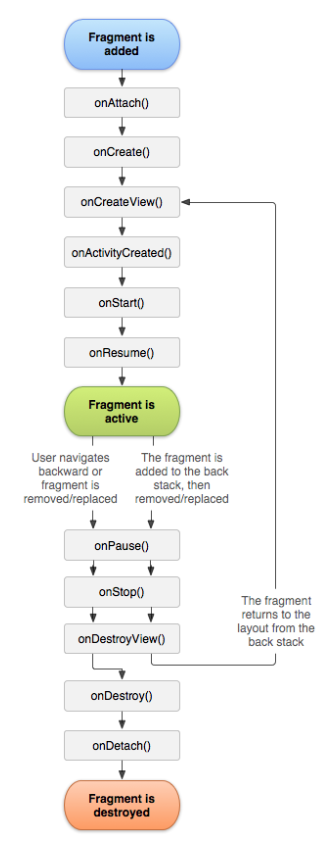 Fragment is
added
onAttach()
onCreate()
onCreateView()
onActivityCreated()
onStart()
onResume()
Fragment is
active
User navigates
backward or
fragment is
removed/replaced
The fragment is
added to the back
stack, then
removed/replaced
onPause()
onStop()
onDestroyView()
The fragment
returns to the
layout from the
back stack
onDestroy()
onDetach()
Fragment is
destroyed